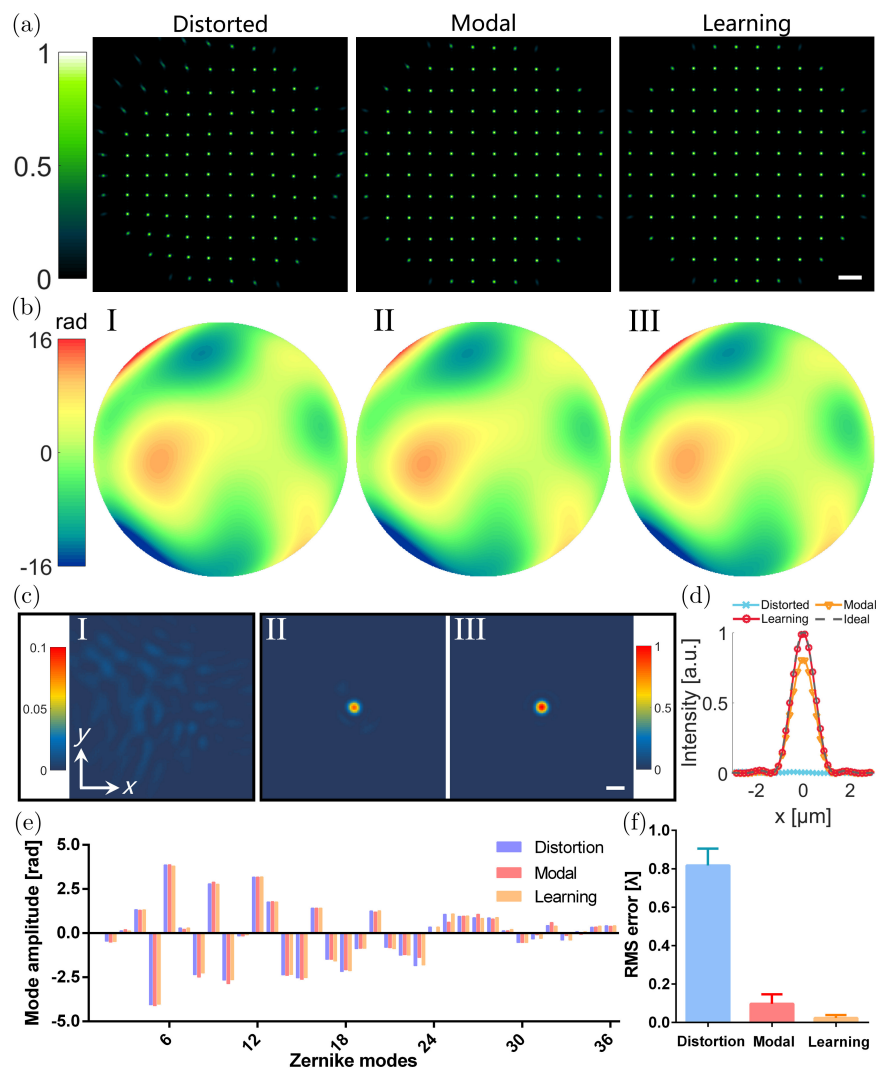 (a) Distorted Modal Learning
1
0.5
0
(b) rad I II III
16
0
-16
(c) I II III (d)
0.1
0.05
0
y
x
1
0.5
0
Distorted Modal
Learning Ideal
Intensity [a.u.]
1
0.5
0
-2 0 2
x [μm]
(e)
Mode amplitude [rad]
5.0
2.5
0.0
-2.5
-5.0
Distortion
Modal
Learning
6 12 18 24 30 36
Zernike modes
(f)
RMS error [λ]
1.0
0.8
0.6
0.4
0.2
0.0
Distortion Modal Learning